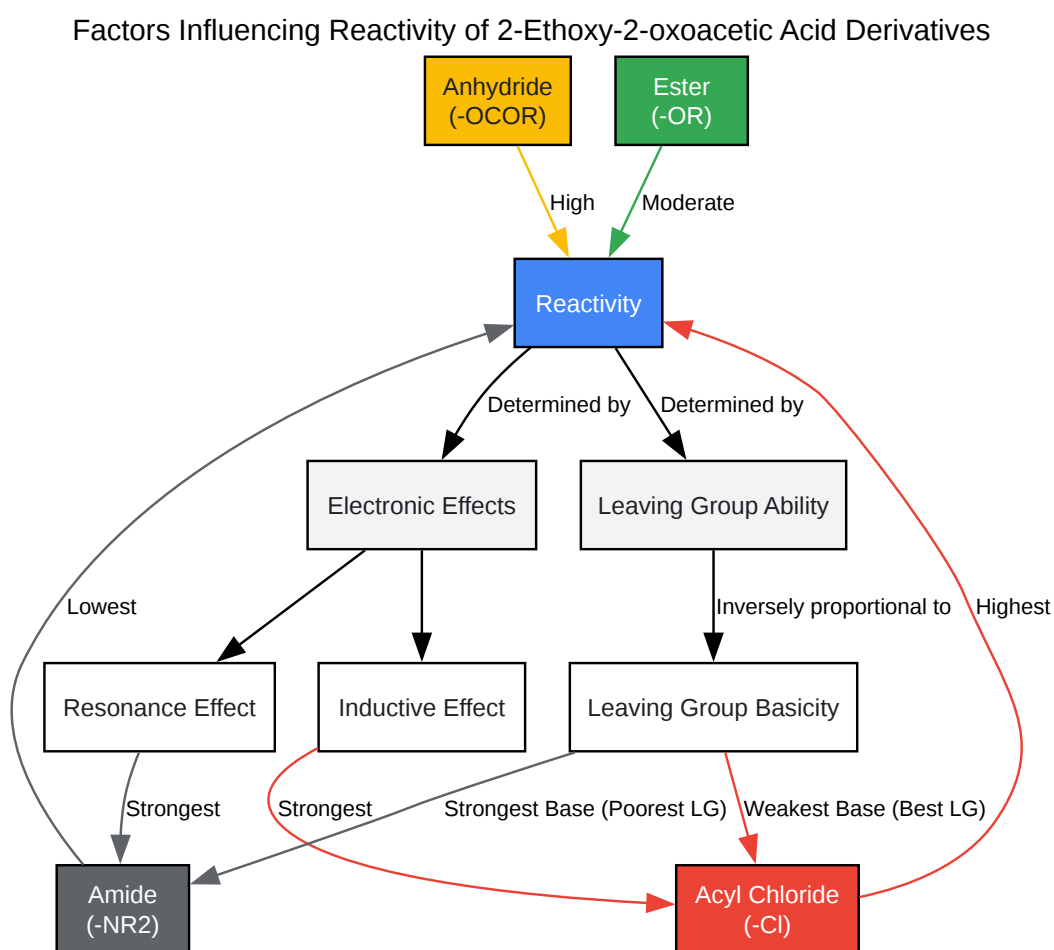 Factors Influencing Reactivity of 2-Ethoxy-2-oxoacetic Acid Derivatives
Anhydride
(-OCOR)
Ester
(-OR)
High
Moderate
Reactivity
Determined by
Determined by
Electronic Effects
Leaving Group Ability
Lowest
Inversely proportional to
Highest
Resonance Effect
Inductive Effect
Leaving Group Basicity
Strongest
Strongest
Strongest Base (Poorest LG)
Weakest Base (Best LG)
Amide
(-NR2)
Acyl Chloride
(-Cl)